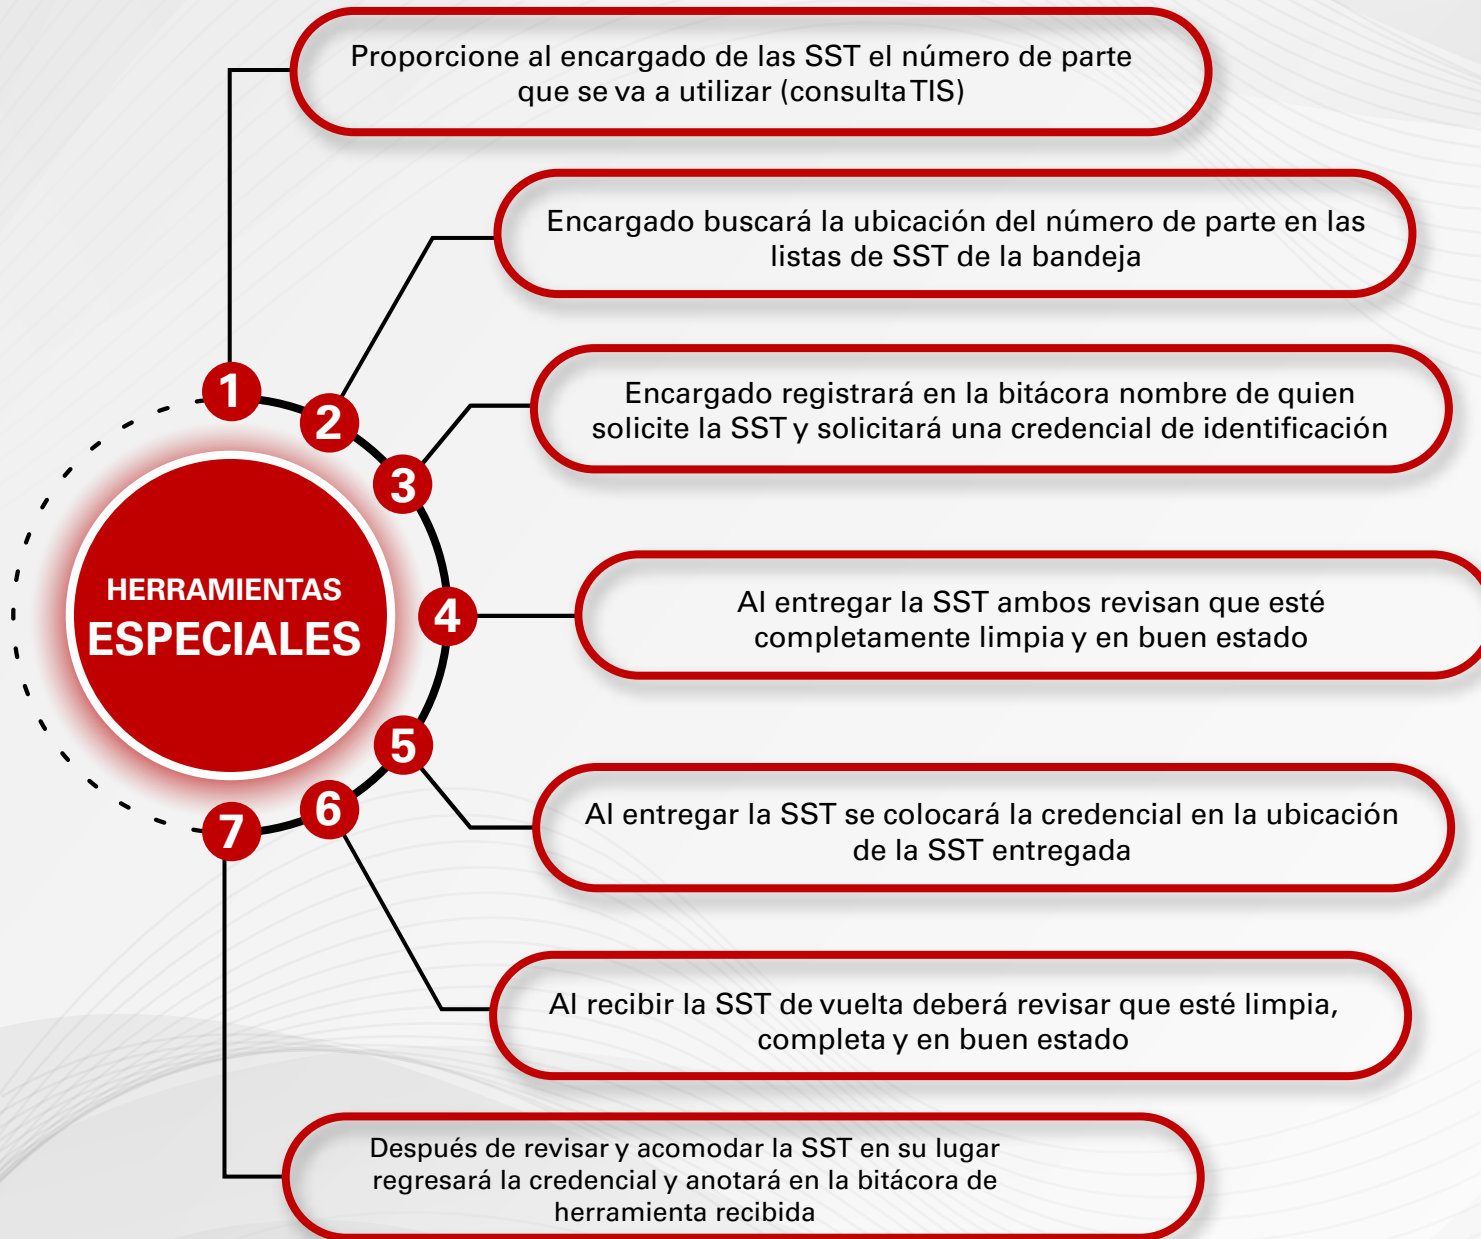 Proporcione al encargado de las SST el número de parte
que se va a utilizar (consulta TIS)
Encargado buscará la ubicación del número de parte en las
listas de SST de la bandeja
Encargado registrará en la bitácora nombre de quien
solicite la SST y solicitará una credencial de identificación
Al entregar la SST ambos revisan que esté
completamente limpia y en buen estado
Al entregar la SST se colocará la credencial en la ubicación
de la SST entregada
Al recibir la SST de vuelta deberá revisar que esté limpia,
completa y en buen estado
Después de revisar y acomodar la SST en su lugar
regresará la credencial y anotará en la bitácora de
herramienta recibida
1
2
3
4
5
6
7
HERRAMIENTAS
ESPECIALES